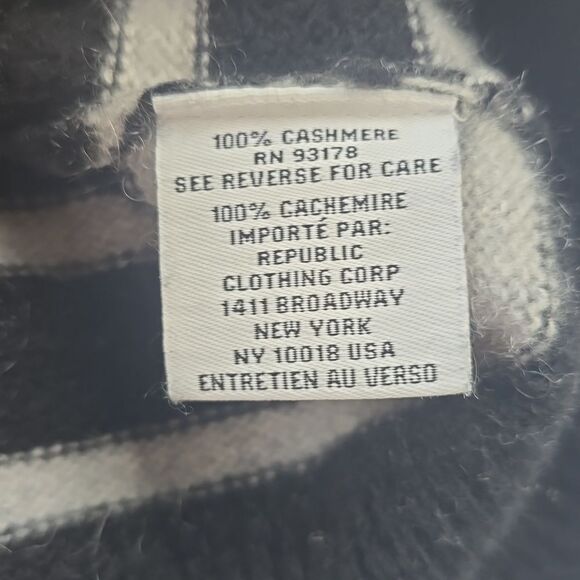 100% CASHMERE
RN 93178
SEE REVERSE FOR CARE
100% CACHEMIRE
IMPORTÉ PAR:
REPUBLIC
CLOTHING CORP
1411 BROADWAY
NEW YORK
NY 10018 USA
ENTRETIEN AU VERSO